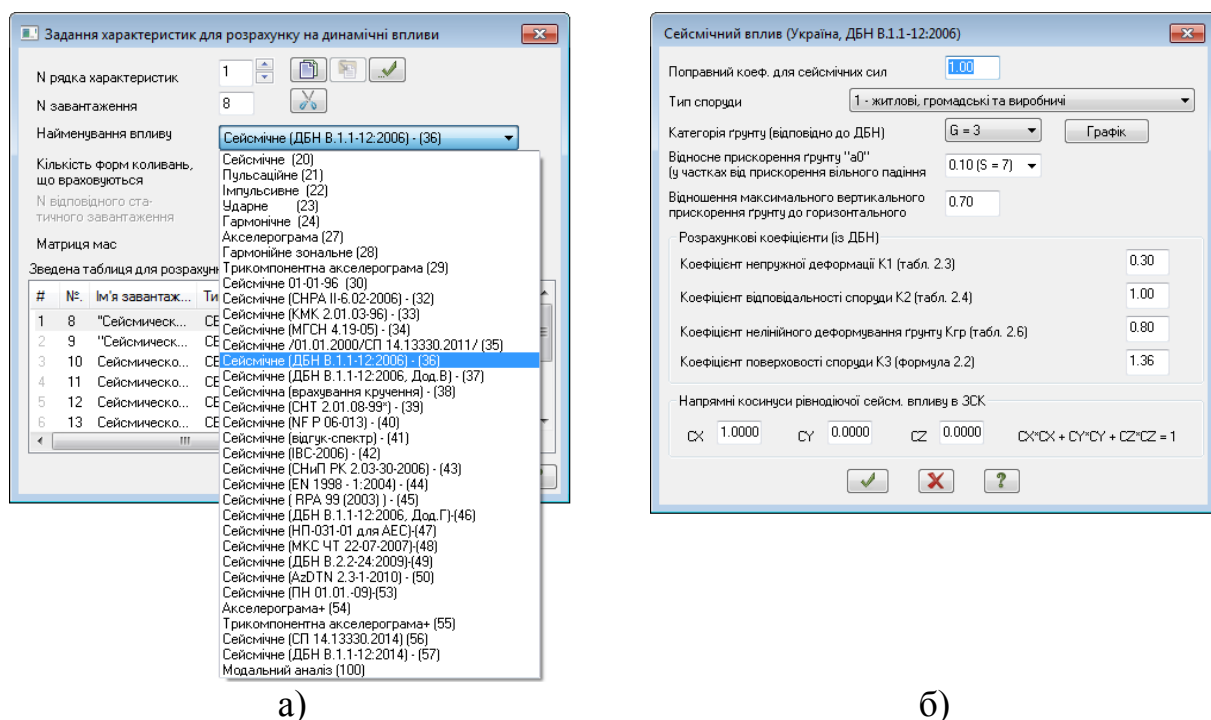 Задання характеристик для розрахунку на динамічні впливи
N рядка характеристик 1
N завантаження 8
Найменування впливу Сейсмічне (ДБН В.1.1-12:2006) - (36)
Кількість форм коливань,
що враховуються
N відповідного ста-
тичного завантаження
Матриця мас
Зведена таблиця для розрахун
# №. Ім'я завантаж... Ти
1 8 "Сейсмическ... СЕ
2 9 "Сейсмическ... СЕ
3 10 Сейсмическо... СЕ
4 11 Сейсмическо... СЕ
5 12 Сейсмическо... СЕ
6 13 Сейсмическо... СЕ
Сейсмічне (20)
Пульсаційне (21)
Імпульсивне (22)
Ударне (23)
Гармонічне (24)
Акселерограма (27)
Гармонійне зональне (28)
Трикомпонентна акселерограма (29)
Сейсмічне 01-01-96 (30)
Сейсмічне (СНРА II-6.02-2006) - (32)
Сейсмічне (КМК 2.01.03-96) - (33)
Сейсмічне (МГСН 4.19-05) - (34)
Сейсмічне /01.01.2000/СП 14.13330.2011/ (35)
Сейсмічне (ДБН В.1.1-12:2006) - (36)
Сейсмічне (ДБН В.1.1-12:2006, Дод.В) - (37)
Сейсмічна (врахування кручення) - (38)
Сейсмічне (СНТ 2.01.08-99*) - (39)
Сейсмічне (NF P 06-013) - (40)
Сейсмічне (відгук-спектр) - (41)
Сейсмічне (IBC-2006) - (42)
Сейсмічне (СНиП РК 2.03-30-2006) - (43)
Сейсмічне (EN 1998 - 1:2004) - (44)
Сейсмічне ( RPA 99 (2003) ) - (45)
Сейсмічне (ДБН В.1.1-12:2006, Дод.Г)-(46)
Сейсмічне (НП-031-01 для АЕС)-(47)
Сейсмічне (МКС ЧТ 22-07-2007)-(48)
Сейсмічне (ДБН В.2.2-24:2009)-(49)
Сейсмічне (AzDTN 2.3-1-2010) - (50)
Сейсмічне (ПН 01.01.-09)-(53)
Акселерограма+ (54)
Трикомпонентна акселерограма+ (55)
Сейсмічне (СП 14.13330.2014) (56)
Сейсмічне (ДБН В.1.1-12:2014) - (57)
Модальний аналіз (100)
а)
Сейсмічний вплив (Україна, ДБН В.1.1-12:2006)
Поправний коеф. для сейсмічних сил 1.00
Тип споруди 1 - житлові, громадські та виробничі
Категорія ґрунту (відповідно до ДБН) G = 3 Графік
Відносне прискорення ґрунту "a0"
(у частках від прискорення вільного падіння 0.10 (S = 7)
Відношення максимального вертикального
прискорення ґрунту до горизонтального 0.70
Розрахункові коефіцієнти (із ДБН)
Коефіцієнт непружної деформації К1 (табл. 2.3) 0.30
Коефіцієнт відповідальності споруди К2 (табл. 2.4) 1.00
Коефіцієнт нелінійного деформування ґрунту Кгр (табл. 2.6) 0.80
Коефіцієнт поверховості споруди К3 (формула 2.2) 1.36
Напрямні косинуси рівнодіючої сейсм. впливу в ЗСК
CX 1.0000 CY 0.0000 CZ 0.0000 CX*CX + CY*CY + CZ*CZ = 1
б)